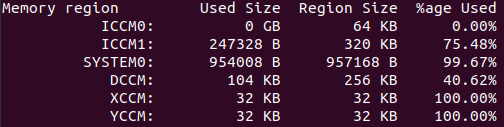 Memory region         Used Size  Region Size  %age Used
           ICCM0:          0 GB        64 KB      0.00%
           ICCM1:      247328 B       320 KB     75.48%
         SYSTEM0:      954008 B     957168 B     99.67%
            DCCM:        104 KB       256 KB     40.62%
            XCCM:         32 KB        32 KB    100.00%
            YCCM:         32 KB        32 KB    100.00%